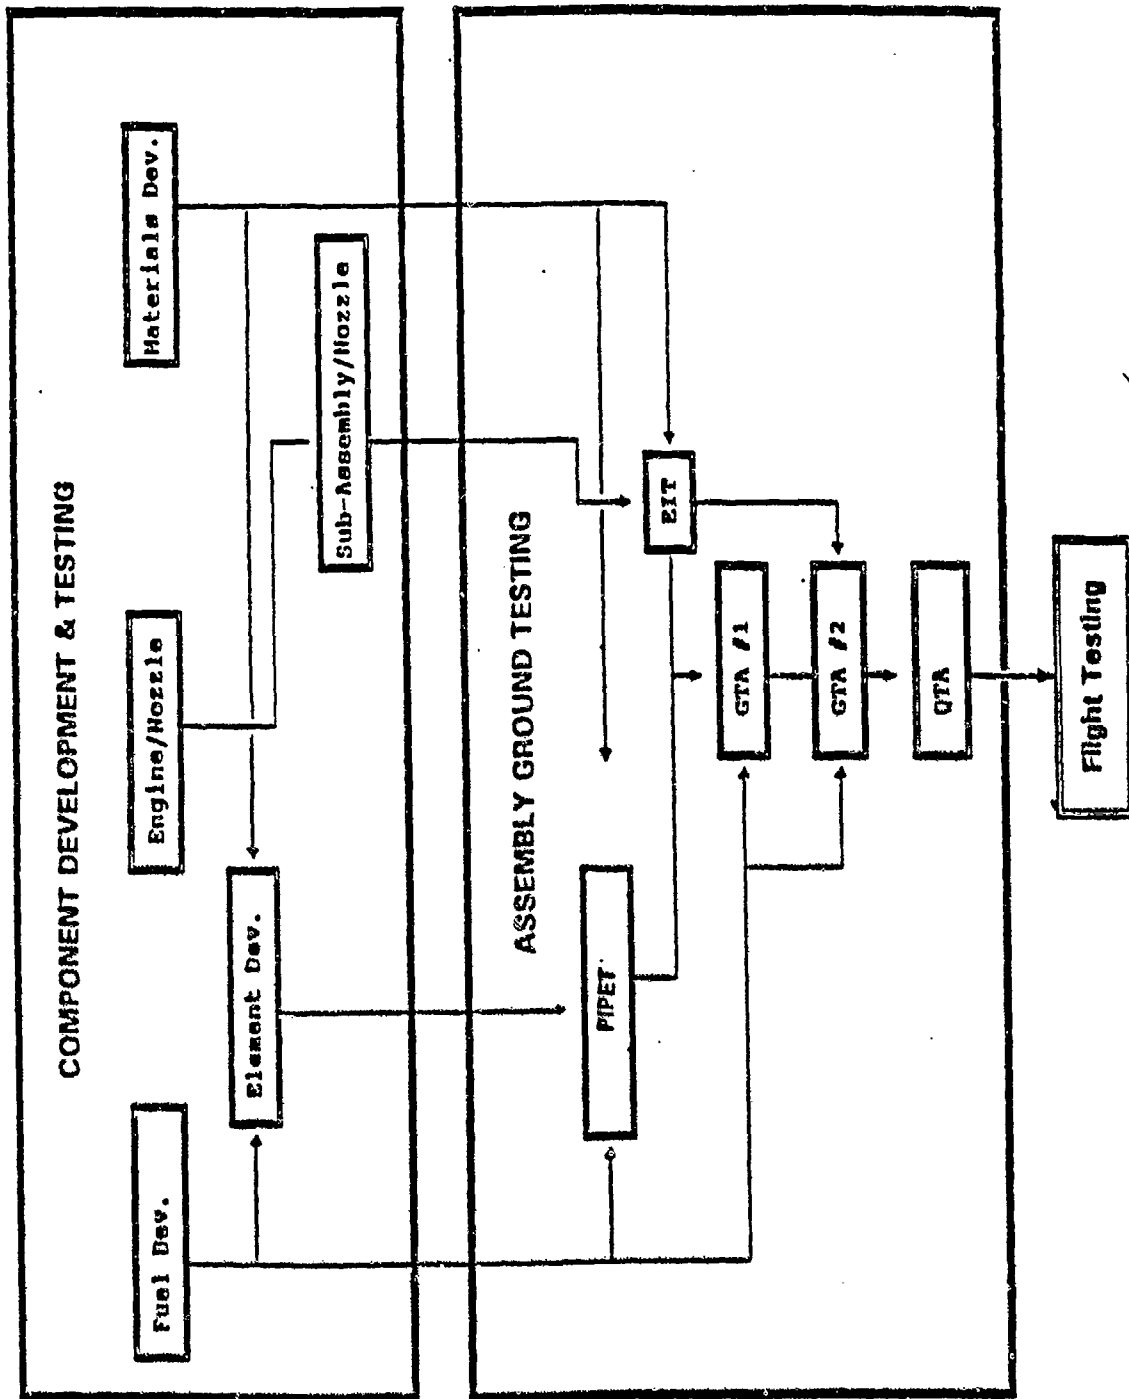 COMPONENT DEVELOPMENT & TESTING
Fuel Dev.
Engine/Nozzle
Materials Dev.
Element Dev.
Sub-Assembly/Nozzle
ASSEMBLY GROUND TESTING
PIPET
EIT
GTA #1
GTA #2
QTA
Flight Testing